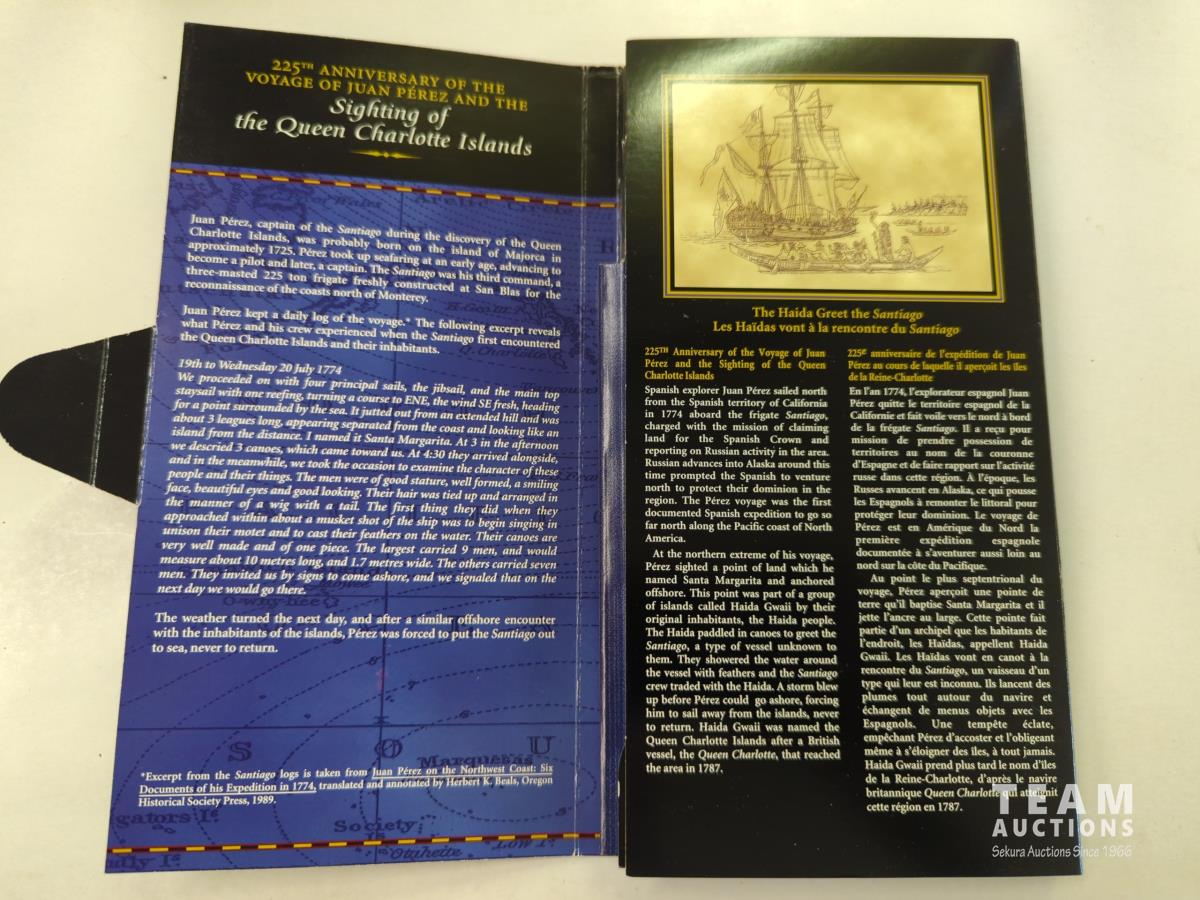 225TH ANNIVERSARY OF THE
VOYAGE OF JUAN PÉREZ AND THE
Sighting of
the Queen Charlotte Islands
Juan Pérez, captain of the Santiago during the discovery of the Queen
Charlotte Islands, was probably born on the island of Majorca in
approximately 1725. Pérez took up seafaring at an early age, advancing to
become a pilot and later, a captain. The Santiago was his third command, a
three-masted 225 ton frigate freshly constructed at San Blas for the
reconnaissance of the coasts north of Monterey.
Juan Pérez kept a daily log of the voyage.* The following excerpt reveals
what Pérez and his crew experienced when the Santiago first encountered
the Queen Charlotte Islands and their inhabitants.
19th to Wednesday 20 July 1774
We proceeded on with four principal sails, the jibsail, and the main top
staysail with one reefing, turning a course to ENE, the wind SE fresh, heading
for a point surrounded by the sea. It jutted out from an extended hill and was
about 3 leagues long, appearing separated from the coast and looking like an
island from the distance. I named it Santa Margarita. At 3 in the afternoon
we descried 3 canoes, which came toward us. At 4:30 they arrived alongside,
and in the meanwhile, we took the occasion to examine the character of these
people and their things. The men were of good stature, well formed, a smiling
face, beautiful eyes and good looking. Their hair was tied up and arranged in
the manner of a wig with a tail. The first thing they did when they
approached within about a musket shot of the ship was to begin singing in
unison their motet and to cast their feathers on the water. Their canoes are
very well made and of one piece. The largest carried 9 men, and would
measure about 10 metres long, and 1.7 metres wide. The others carried seven
men. They invited us by signs to come ashore, and we signaled that on the
next day we would go there.
O-why-hee
The weather turned the next day, and after a similar offshore encounter
with the inhabitants of the islands, Pérez was forced to put the Santiago out
to sea, never to return.
S O U
Marquesas
*Excerpt from the Santiago logs is taken from Juan Pérez on the Northwest Coast: Six
Documents of his Expedition in 1774, translated and annotated by Herbert K. Beals, Oregon
Historical Society Press, 1989.
gators Is
Society
Is Low Is
Otaheite
The Haida Greet the Santiago
Les Haïdas vont à la rencontre du Santiago
225TH Anniversary of the Voyage of Juan
Pérez and the Sighting of the Queen
Charlotte Islands
Spanish explorer Juan Pérez sailed north
from the Spanish territory of California
in 1774 aboard the frigate Santiago,
charged with the mission of claiming
land for the Spanish Crown and
reporting on Russian activity in the area.
Russian advances into Alaska around this
time prompted the Spanish to venture
north to protect their dominion in the
region. The Pérez voyage was the first
documented Spanish expedition to go so
far north along the Pacific coast of North
America.
At the northern extreme of his voyage,
Pérez sighted a point of land which he
named Santa Margarita and anchored
offshore. This point was part of a group
of islands called Haida Gwaii by their
original inhabitants, the Haida people.
The Haida paddled in canoes to greet the
Santiago, a type of vessel unknown to
them. They showered the water around
the vessel with feathers and the Santiago
crew traded with the Haida. A storm blew
up before Pérez could go ashore, forcing
him to sail away from the islands, never
to return. Haida Gwaii was named the
Queen Charlotte Islands after a British
vessel, the Queen Charlotte, that reached
the area in 1787.
225e anniversaire de l'expédition de Juan
Pérez au cours de laquelle il aperçoit les îles
de la Reine-Charlotte
En l'an 1774, l'explorateur espagnol Juan
Pérez quitte le territoire espagnol de la
Californie et fait voile vers le nord à bord
de la frégate Santiago. Il a reçu pour
mission de prendre possession de
territoires au nom de la couronne
d'Espagne et de faire rapport sur l'activité
russe dans cette région. À l'époque, les
Russes avancent en Alaska, ce qui pousse
les Espagnols à remonter le littoral pour
protéger leur dominion. Le voyage de
Pérez est en Amérique du Nord la
première expédition espagnole
documentée à s'aventurer aussi loin au
nord sur la côte du Pacifique.
Au point le plus septentrional du
voyage, Pérez aperçoit une pointe de
terre qu'il baptise Santa Margarita et il
jette l'ancre au large. Cette pointe fait
partie d'un archipel que les habitants de
l'endroit, les Haïdas, appellent Haida
Gwaii. Les Haïdas vont en canot à la
rencontre du Santiago, un vaisseau d'un
type qui leur est inconnu. Ils lancent des
plumes tout autour du navire et
échangent de menus objets avec les
Espagnols. Une tempête éclate,
empêchant Pérez d'accoster et l'obligeant
même à s'éloigner des îles, à tout jamais.
Haida Gwaii prend plus tard le nom d'îles
de la Reine-Charlotte, d'après le navire
britannique Queen Charlotte qui atteignit
cette région en 1787.
TEAM
AUCTIONS
Sekura Auctions Since 1966